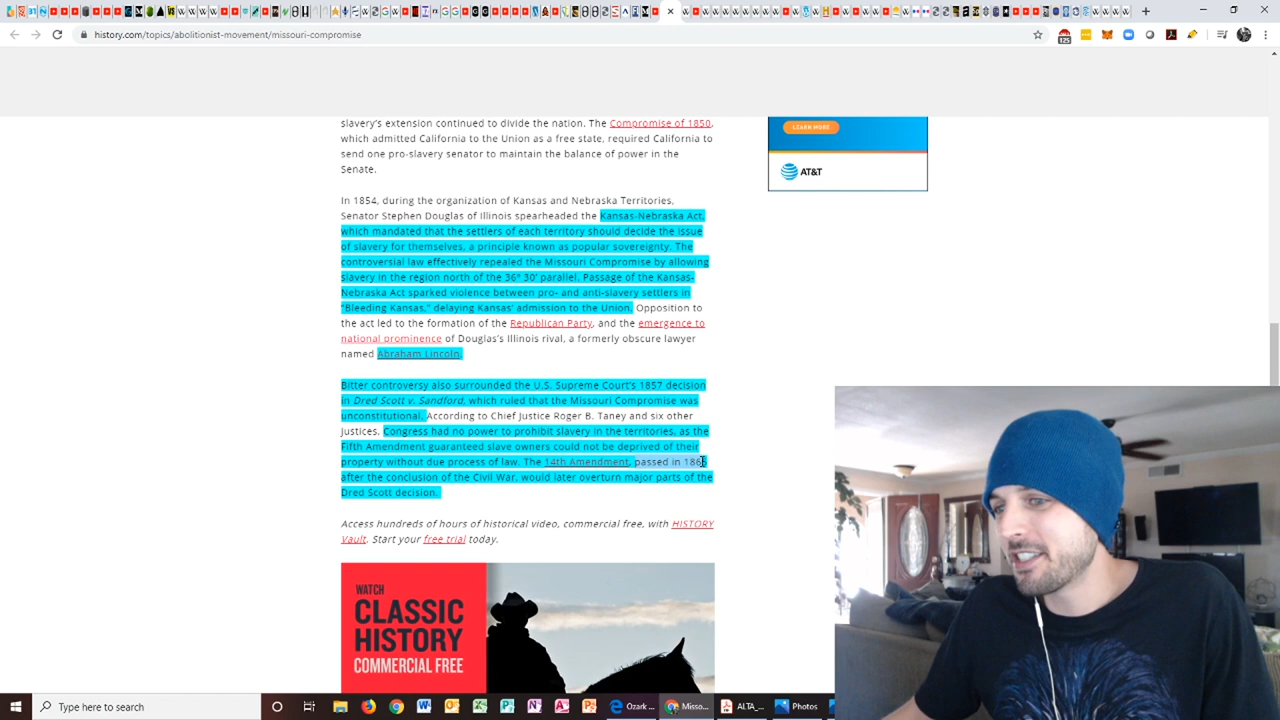 history.com/topics/abolitionist-movement/missouri-compromise
125
slavery's extension continued to divide the nation. The Compromise of 1850,
which admitted California to the Union as a free state, required California to
send one pro-slavery senator to maintain the balance of power in the
Senate.
In 1854, during the organization of Kansas and Nebraska Territories,
Senator Stephen Douglas of Illinois spearheaded the Kansas-Nebraska Act,
which mandated that the settlers of each territory should decide the issue
of slavery for themselves, a principle known as popular sovereignty. The
controversial law effectively repealed the Missouri Compromise by allowing
slavery in the region north of the 36º 30' parallel. Passage of the Kansas-
Nebraska Act sparked violence between pro- and anti-slavery settlers in
"Bleeding Kansas," delaying Kansas' admission to the Union. Opposition to
the act led to the formation of the Republican Party, and the emergence to
national prominence of Douglas's Illinois rival, a formerly obscure lawyer
named Abraham Lincoln.
Bitter controversy also surrounded the U.S. Supreme Court's 1857 decision
in Dred Scott v. Sandford, which ruled that the Missouri Compromise was
unconstitutional. According to Chief Justice Roger B. Taney and six other
justices, Congress had no power to prohibit slavery in the territories, as the
Fifth Amendment guaranteed slave owners could not be deprived of their
property without due process of law. The 14th Amendment, passed in 186
after the conclusion of the Civil War, would later overturn major parts of the
Dred Scott decision.
Access hundreds of hours of historical video, commercial free, with HISTORY
Vault. Start your free trial today.
LEARN MORE
AT&T
WATCH
CLASSIC
HISTORY
COMMERCIAL FREE
Type here to search
Ozark ...
Misso...
ALTA_...
Photos